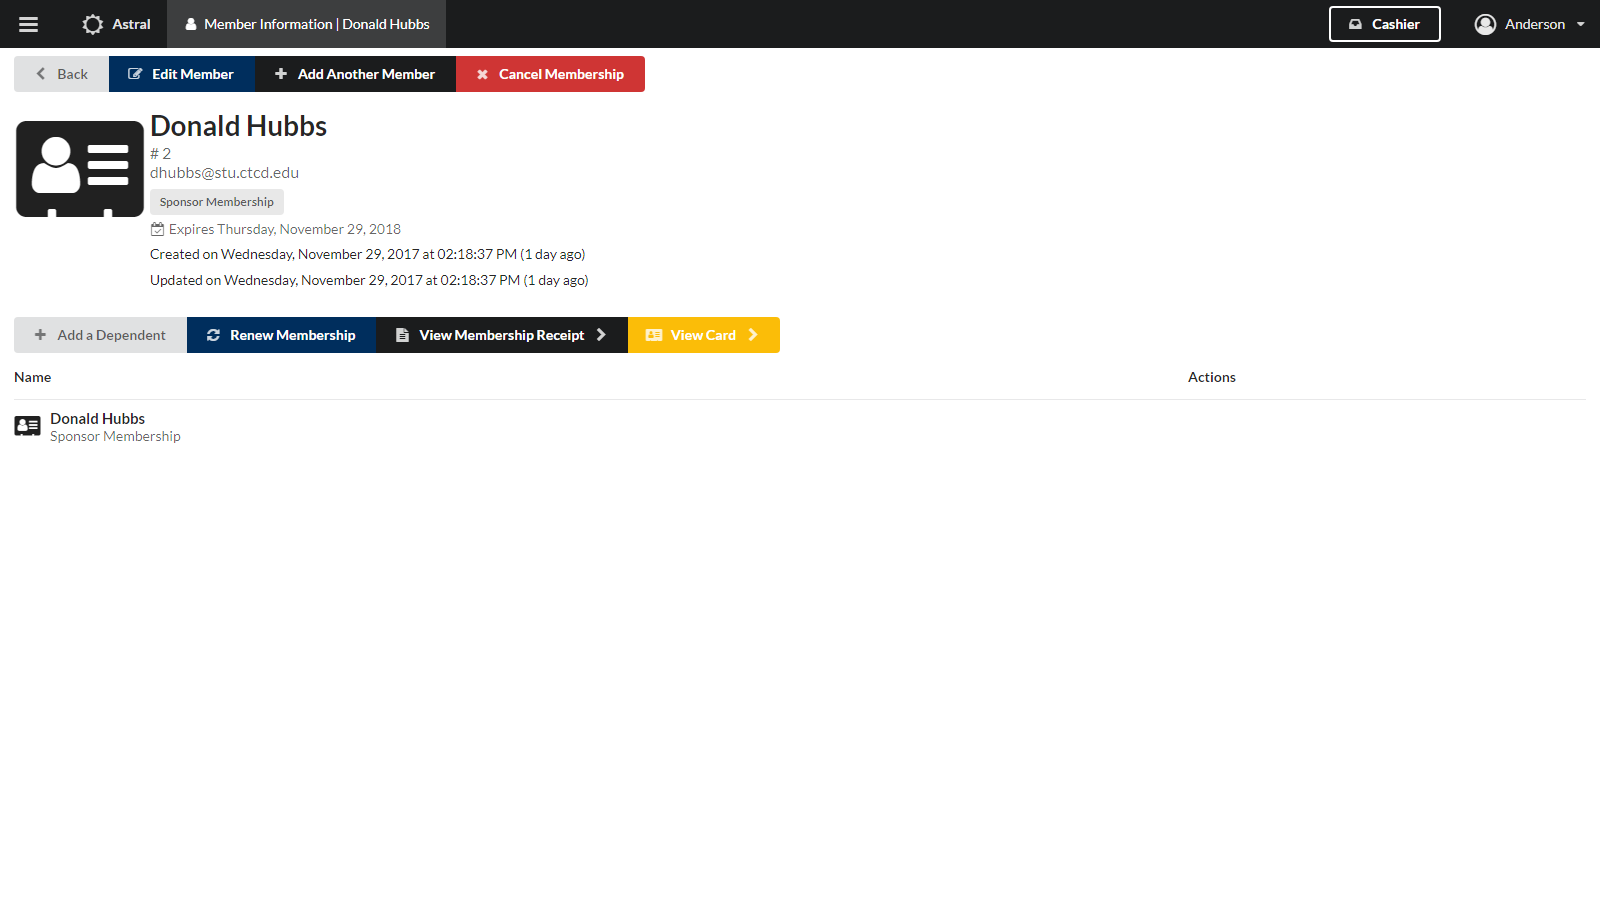 Astral
Member Information | Donald Hubbs
Cashier
Anderson
Back
Edit Member
Add Another Member
Cancel Membership
Donald Hubbs
# 2
dhubbs@stu.ctcd.edu
Sponsor Membership
Expires Thursday, November 29, 2018
Created on Wednesday, November 29, 2017 at 02:18:37 PM (1 day ago)
Updated on Wednesday, November 29, 2017 at 02:18:37 PM (1 day ago)
Add a Dependent
Renew Membership
View Membership Receipt
View Card
Name
Actions
Donald Hubbs
Sponsor Membership